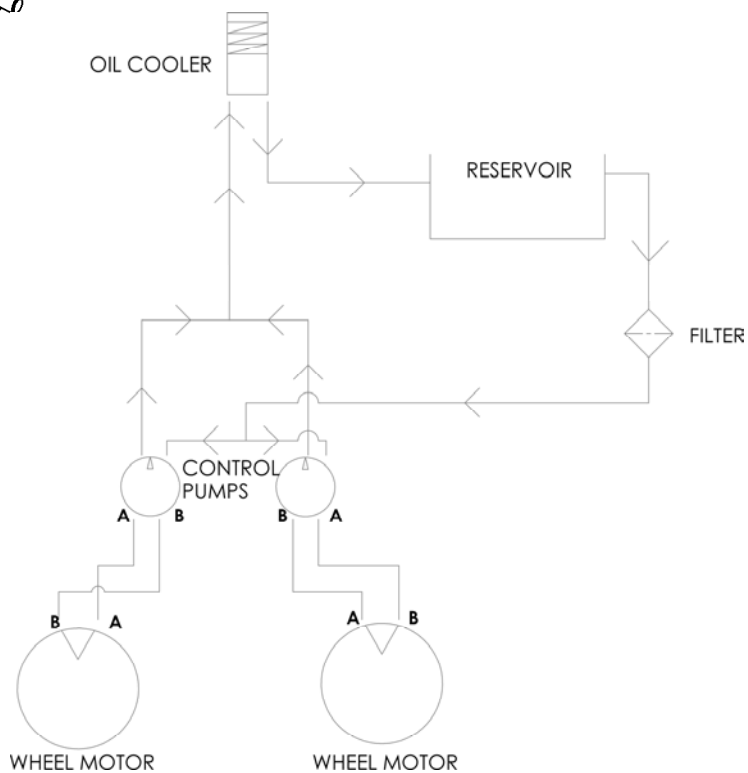 OIL COOLER
RESERVOIR
FILTER
CONTROL
PUMPS
A B
B A
B A
A B
WHEEL MOTOR
WHEEL MOTOR